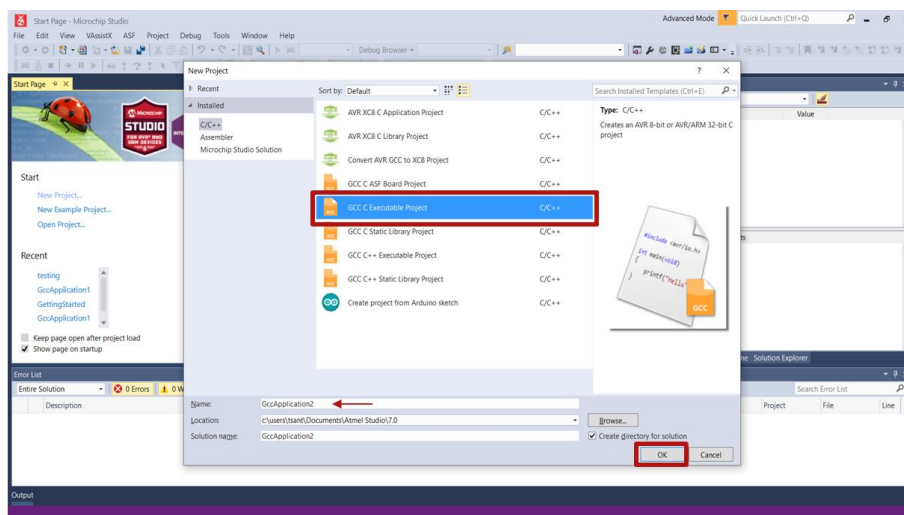 Start Page - Microchip Studio
Advanced Mode
Quick Launch (Ctrl+Q)
File Edit View VAssistX ASF Project Debug Tools Window Help
Debug Browser
New Project ? ×
Start Page
Recent
Installed
C/C++
Assembler
Microchip Studio Solution
Sort by: Default
Search Installed Templates (Ctrl+E)
AVR XC8 C Application Project C/C++
AVR XC8 C Library Project C/C++
Convert AVR GCC to XC8 Project C/C++
GCC C ASF Board Project C/C++
GCC C Executable Project C/C++
GCC C Static Library Project C/C++
GCC C++ Executable Project C/C++
GCC C++ Static Library Project C/C++
Create project from Arduino sketch C/C++
Type: C/C++
Creates an AVR 8-bit or AVR/ARM 32-bit C
project
#include <avr/io.h>
int main(void)
{
printf("Hello"
}
GCC
MICROCHIP
STUDIO
FOR AVR® AND
SAM DEVICES
Start
New Project...
New Example Project...
Open Project...
Recent
testing
GccApplication1
GettingStarted
GccApplication1
Keep page open after project load
Show page on startup
Value
Solution Explorer
Error List
Entire Solution
0 Errors
0 W
Search Error List
Description
Project File Line
Name: GccApplication2
Location: c:\users\tsant\Documents\Atmel Studio\7.0
Browse...
Solution name: GccApplication2
Create directory for solution
OK Cancel
Output